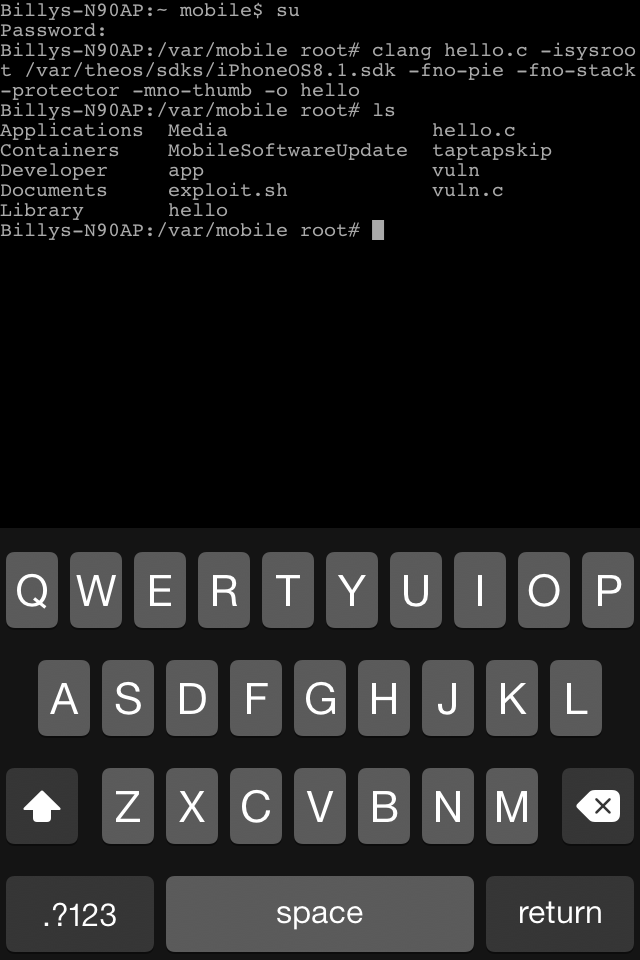 Billys-N90AP:~ mobile$ su
Password:
Billys-N90AP:/var/mobile root# clang hello.c -isysroo
t /var/theos/sdks/iPhoneOS8.1.sdk -fno-pie -fno-stack
-protector -mno-thumb -o hello
Billys-N90AP:/var/mobile root# ls
Applications Media hello.c
Containers MobileSoftwareUpdate taptapskip
Developer app vuln
Documents exploit.sh vuln.c
Library hello
Billys-N90AP:/var/mobile root#
Q W E R T Y U I O P
A S D F G H J K L
Z X C V B N M
.?123 space return